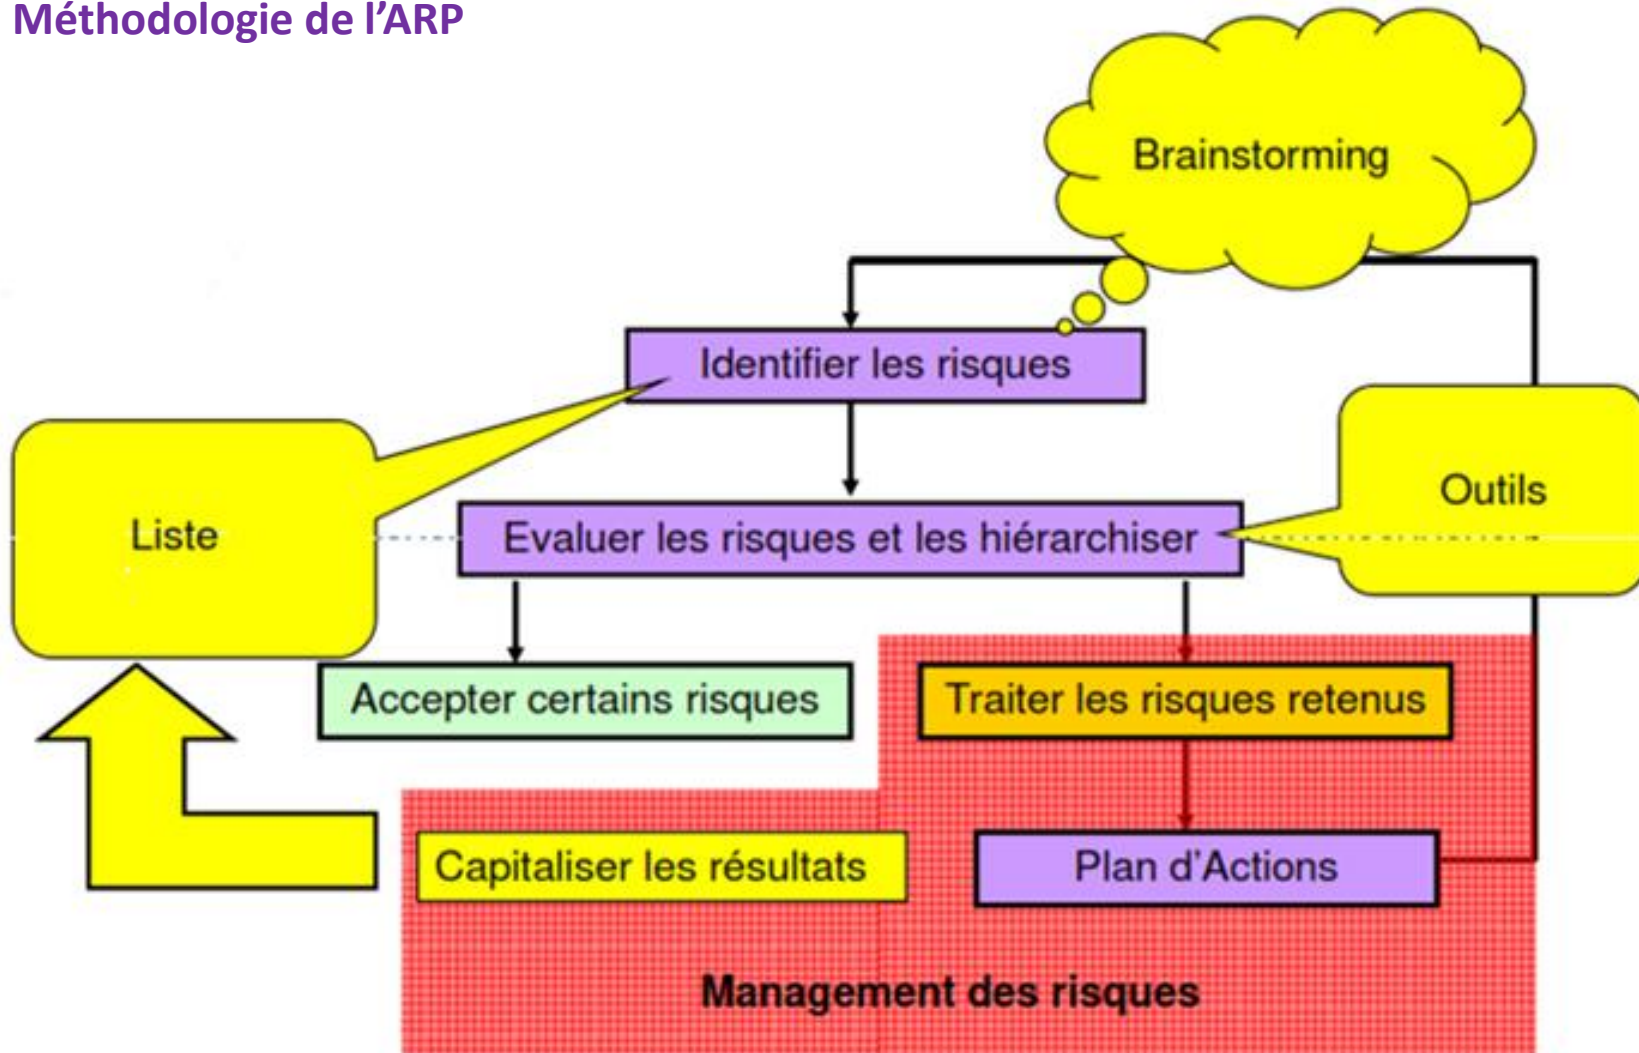 Méthodologie de l’ARP
Brainstorming
Identifier les risques
Outils
Liste
Evaluer les risques et les hiérarchiser
Accepter certains risques
Traiter les risques retenus
Capitaliser les résultats
Plan d’Actions
Management des risques